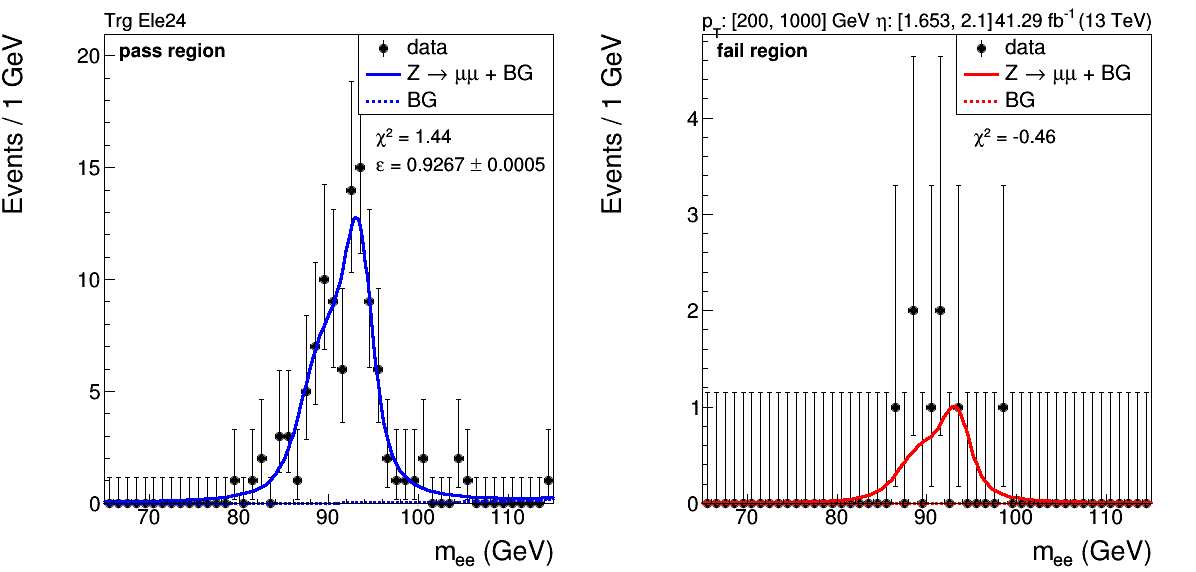 Trg Ele24
pass region
data
Z → μμ + BG
BG
χ² = 1.44
ε = 0.9267 ± 0.0005
Events / 1 GeV
20
15
10
5
0
70 80 90 100 110
m_ee (GeV)
p_T: [200, 1000] GeV η: [1.653, 2.1] 41.29 fb⁻¹ (13 TeV)
fail region
data
Z → μμ + BG
BG
χ² = -0.46
Events / 1 GeV
4
3
2
1
0
70 80 90 100 110
m_ee (GeV)